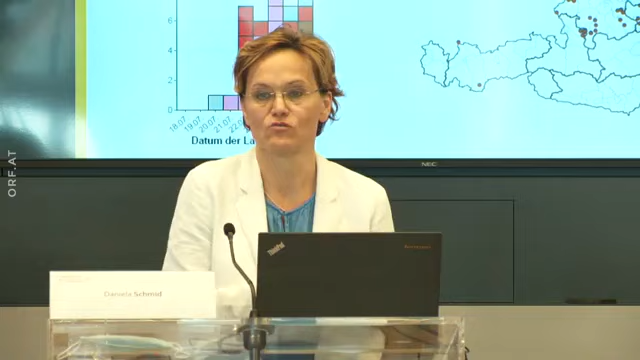 6
4
2
0
18.07
19.07
20.07
21.07
22.0
Datum der La
NEC
ORF.AT
ThinkPad
Daniela Schmid